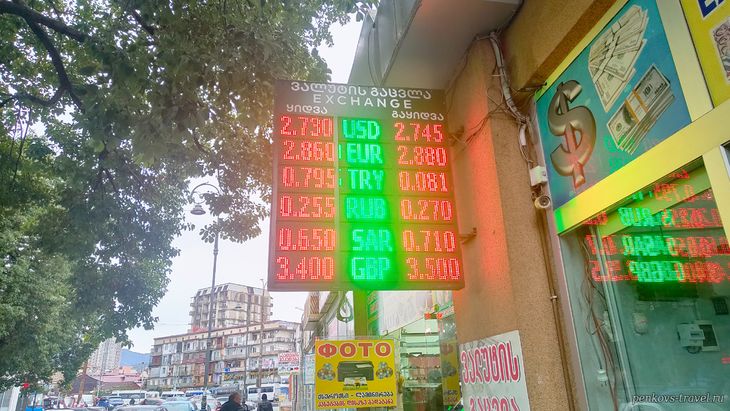 ვალუტის გაცვლა
EXCHANGE
ყიდვა გაყიდვა
2.730 USD 2.745
2.860 EUR 2.880
0.795 TRY 0.081
0.255 RUB 0.270
0.650 SAR 0.710
3.400 GBP 3.500
ФОТО
ვალუტის
გაცვლა
penkovs-travel.ru